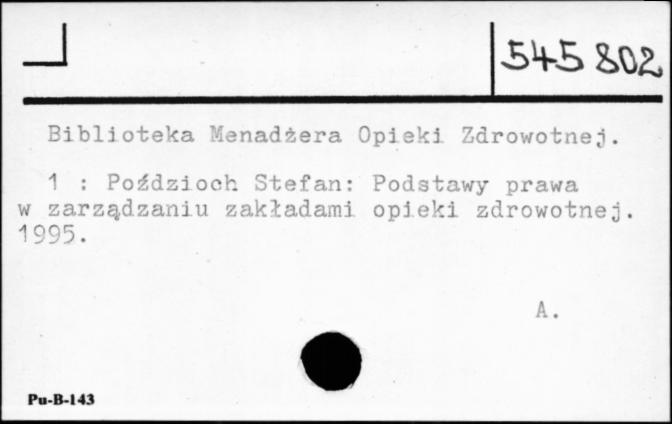 545 802
Biblioteka Menadżera Opieki Zdrowotnej.
1 : Poździoch Stefan: Podstawy prawa
w zarządzaniu zakładami opieki zdrowotnej.
1995.
A.
Pu-B-143